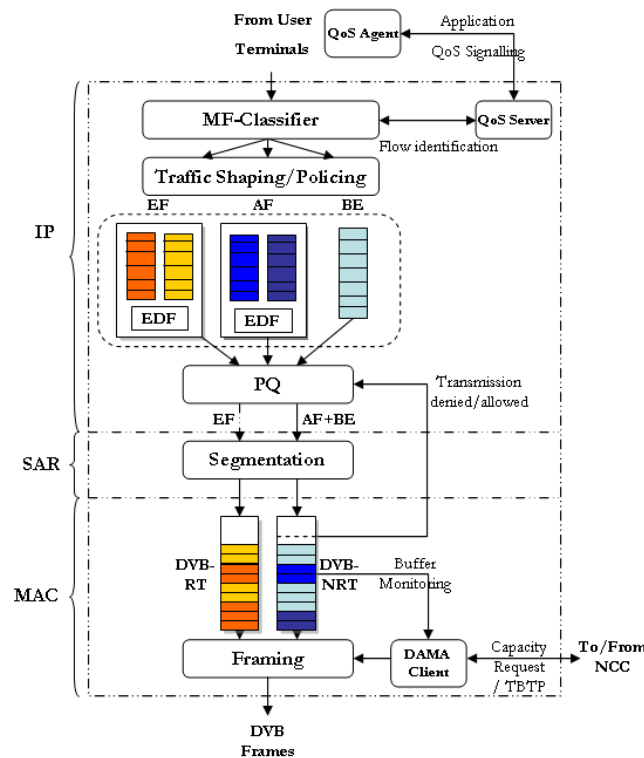 From User
Terminals
QoS Agent
Application
QoS Signalling
MF-Classifier
QoS Server
Flow identification
Traffic Shaping/Policing
EF
AF
BE
IP
EDF
EDF
PQ
Transmission
denied/allowed
EF
AF+BE
SAR
Segmentation
DVB-
RT
DVB-
NRT
Buffer
Monitoring
MAC
Framing
DAMA
Client
Capacity
Request
/ TBTP
To/From
NCC
DVB
Frames